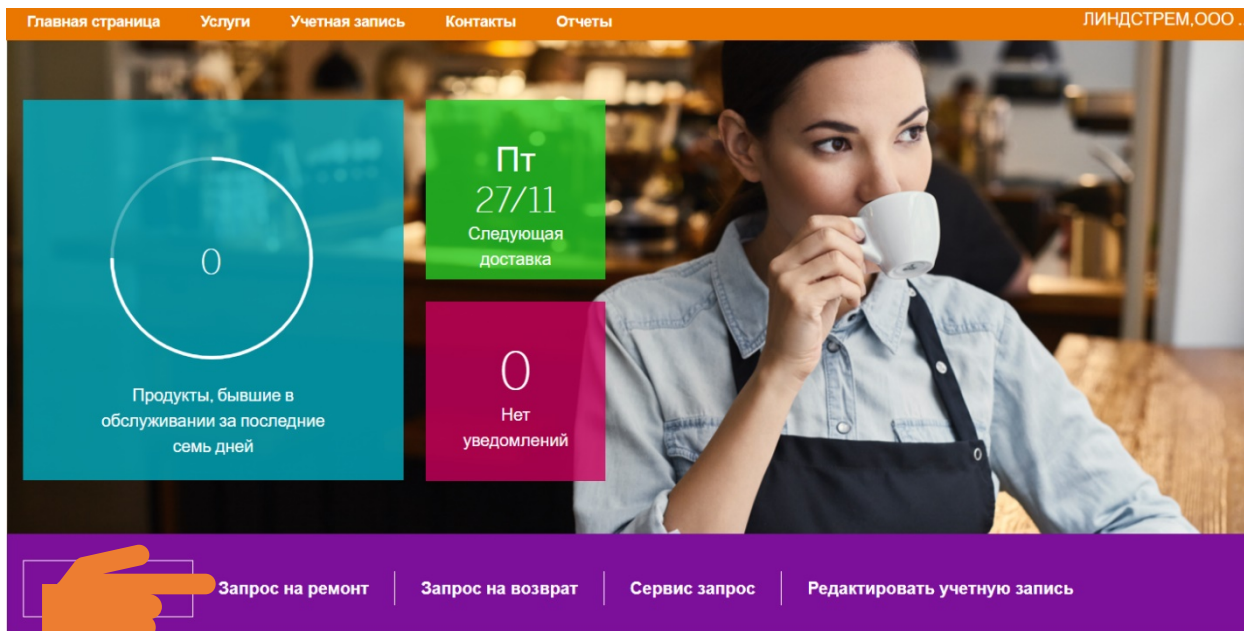 Главная страница Услуги Учетная запись Контакты Отчеты ЛИНДСТРЕМ,ООО .
0
Продукты, бывшие в
обслуживании за последние
семь дней
Пт
27/11
Следующая
доставка
0
Нет
уведомлений
Запрос на ремонт Запрос на возврат Сервис запрос Редактировать учетную запись